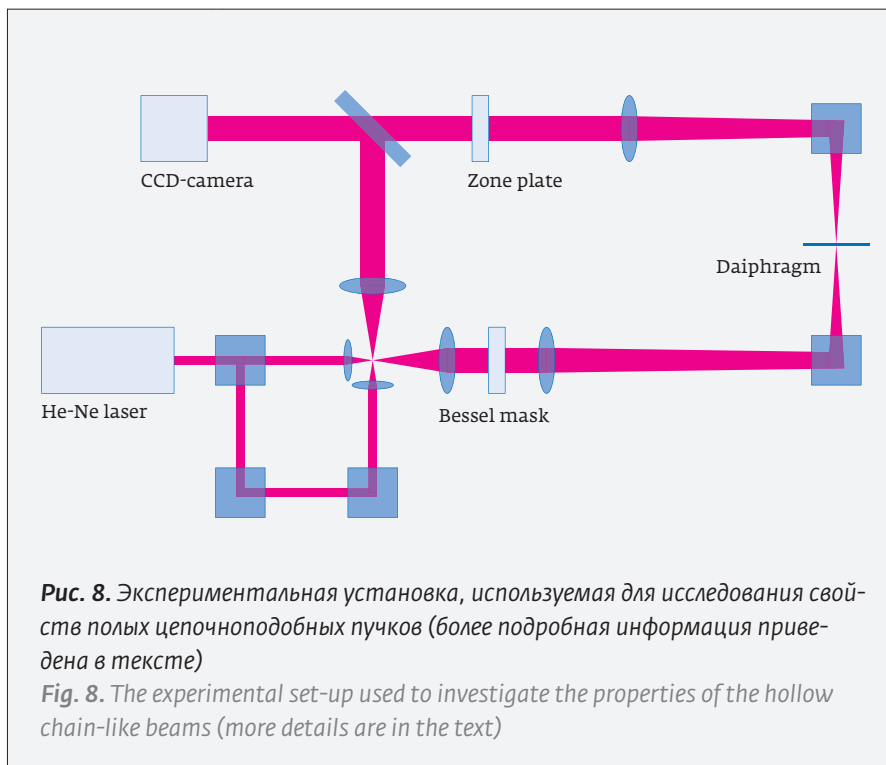 CCD-camera
Zone plate
Daiphragm
He-Ne laser
Bessel mask
Рис. 8. Экспериментальная установка, используемая для исследования свой-
ств полых цепочноподобных пучков (более подробная информация приве-
дена в тексте)
Fig. 8. The experimental set-up used to investigate the properties of the hollow
chain-like beams (more details are in the text)